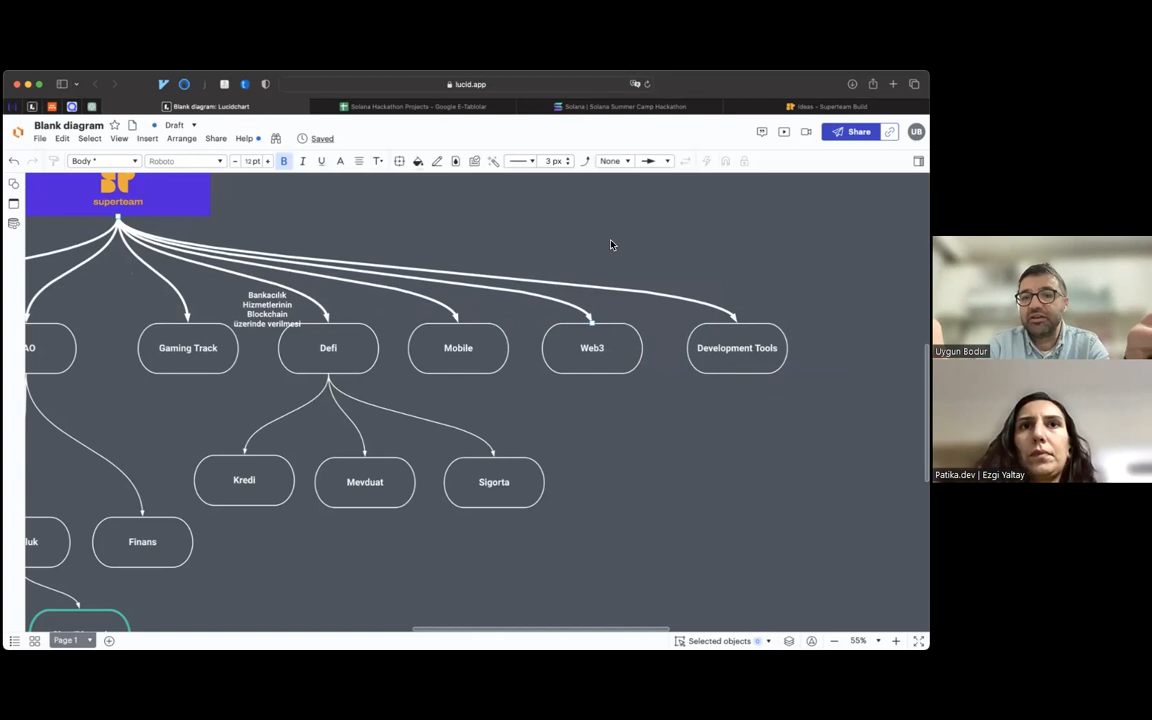 lucid.app
Blank diagram: Lucidchart
Solana Hackathon Projects - Google E-Tablolar
Solana | Solana Summer Camp Hackathon
Ideas – Superteam Build
Blank diagram
Draft
File
Edit
Select
View
Insert
Arrange
Share
Help
Saved
Share
UB
Body *
Roboto
12 pt
B
I
U
A
T
3 px
None
superteam
Bankacılık
Hizmetlerinin
Blockchain
üzerinde verilmesi
AO
Gaming Track
Defi
Mobile
Web3
Development Tools
Kredi
Mevduat
Sigorta
luk
Finans
Uygun Bodur
Patika.dev | Ezgi Yaltay
Page 1
Selected objects
0
55%